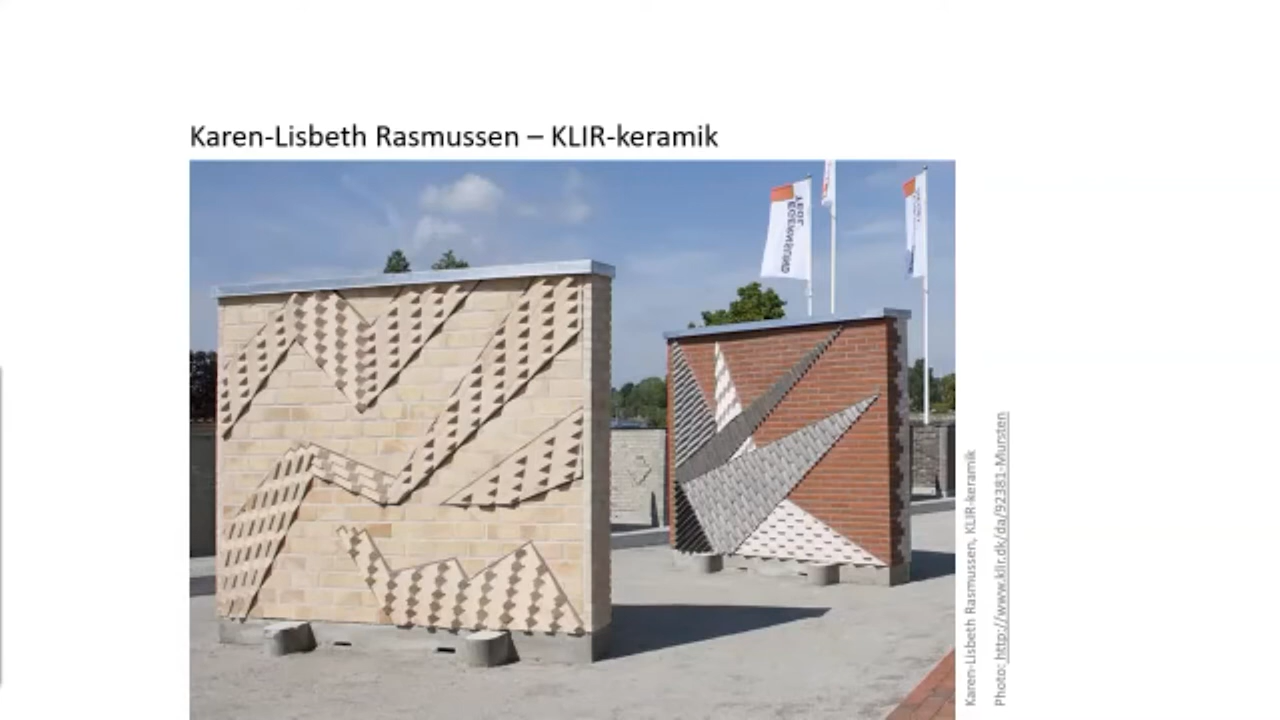 Karen-Lisbeth Rasmussen – KLIR-keramik
Karen-Lisbeth Rasmussen, KLIR-keramik
Photo: http://www.klir.dk/da/92381-Mursten